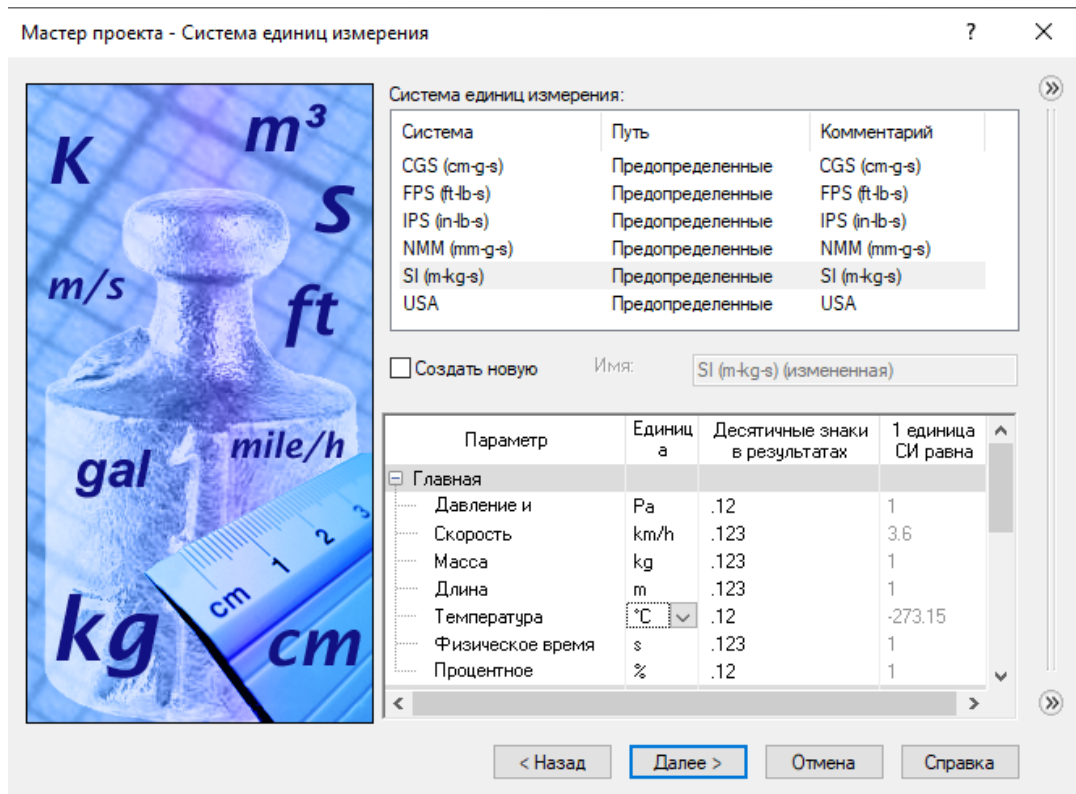 Мастер проекта - Система единиц измерения ? ×
K
m³
s
m/s
ft
gal
mile/h
1 2 3
cm
kg
cm
Система единиц измерения:
Система Путь Комментарий
CGS (cm-g-s) Предопределенные CGS (cm-g-s)
FPS (ft-lb-s) Предопределенные FPS (ft-lb-s)
IPS (in-lb-s) Предопределенные IPS (in-lb-s)
NMM (mm-g-s) Предопределенные NMM (mm-g-s)
SI (m-kg-s) Предопределенные SI (m-kg-s)
USA Предопределенные USA
Создать новую Имя: SI (m-kg-s) (измененная)
Параметр Единиц
а Десятичные знаки
в результатах 1 единица
СИ равна
Главная
Давление и Pa .12 1
Скорость km/h .123 3.6
Масса kg .123 1
Длина m .123 1
Температура °C .12 -273.15
Физическое время s .123 1
Процентное % .12 1
< Назад Далее > Отмена Справка